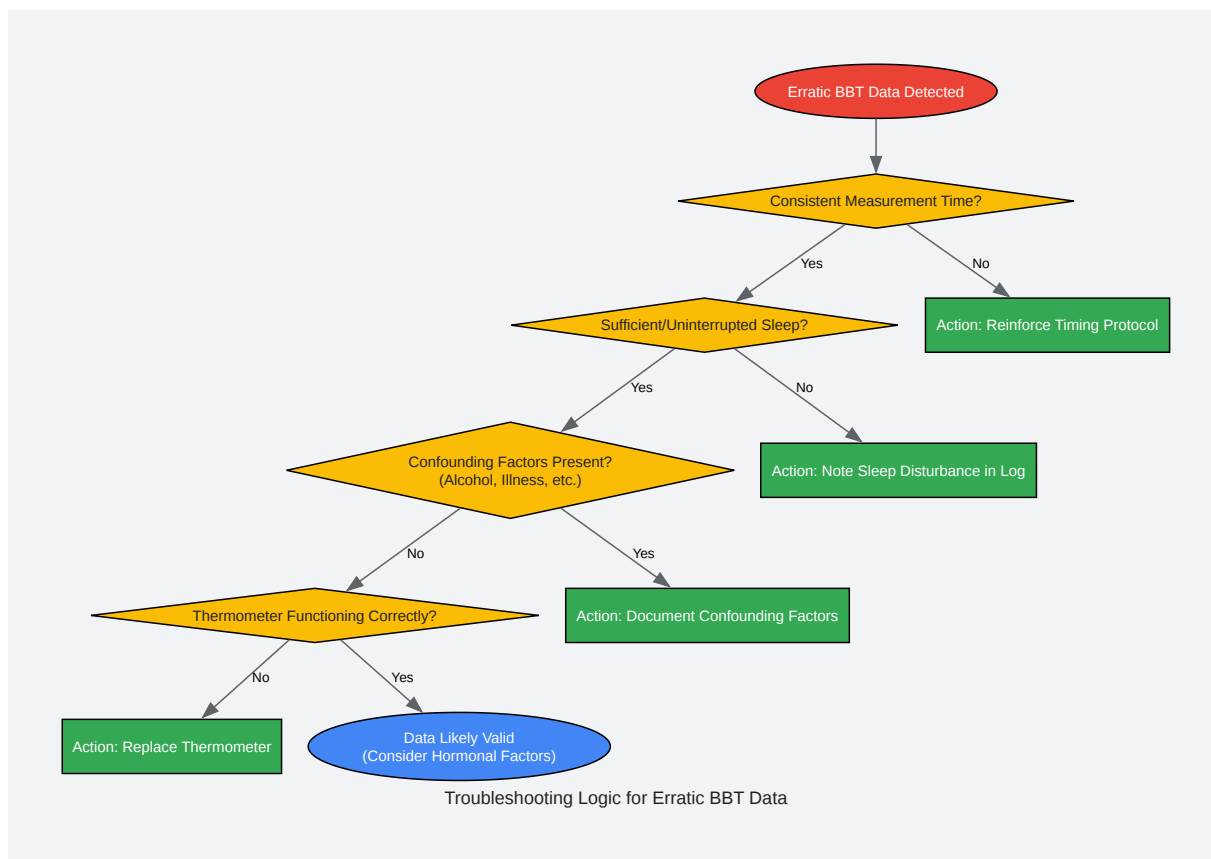 Erratic BBT Data Detected
Consistent Measurement Time?
Yes
No
Sufficient/Uninterrupted Sleep?
Action: Reinforce Timing Protocol
Yes
No
Confounding Factors Present?
(Alcohol, Illness, etc.)
Action: Note Sleep Disturbance in Log
No
Yes
Thermometer Functioning Correctly?
Action: Document Confounding Factors
No
Yes
Action: Replace Thermometer
Data Likely Valid
(Consider Hormonal Factors)
Troubleshooting Logic for Erratic BBT Data